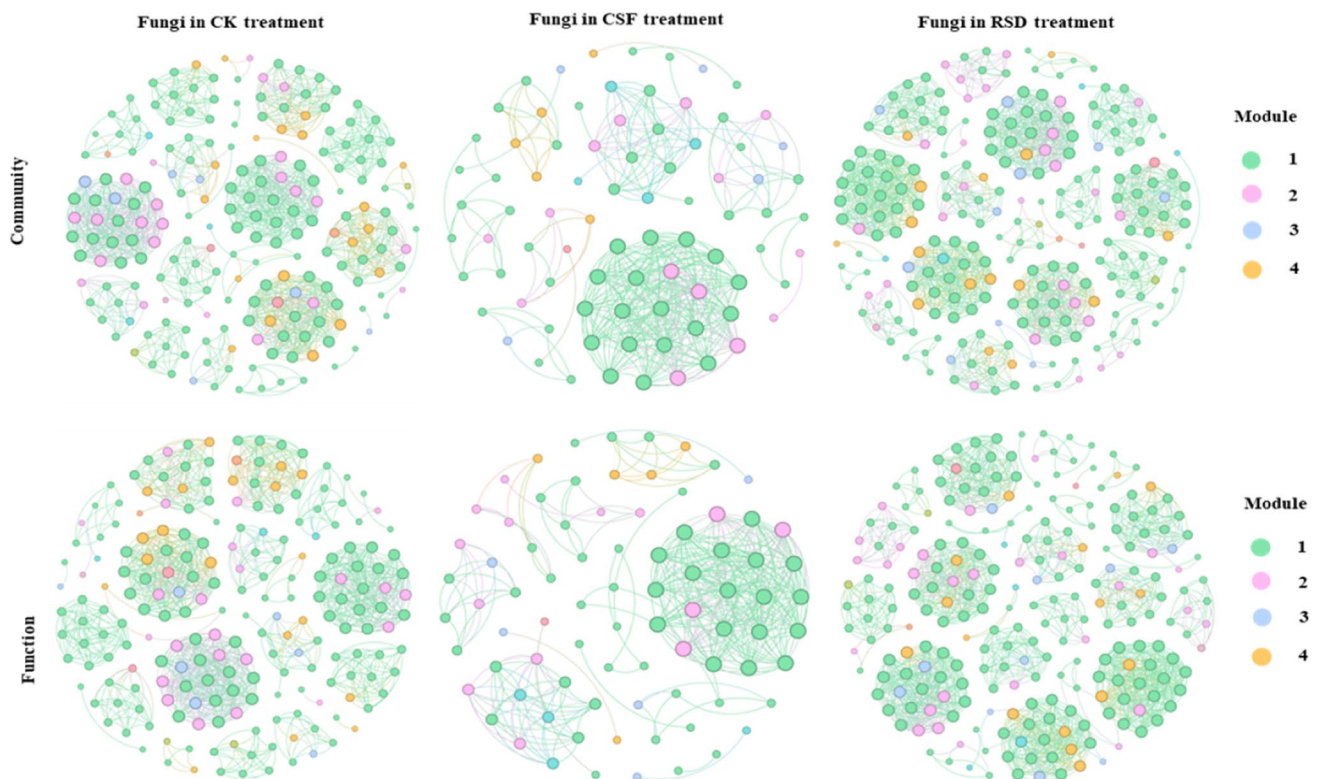 Fungi in CK treatment
Fungi in CSF treatment
Fungi in RSD treatment
Community
Module
1
2
3
4
Function
Module
1
2
3
4